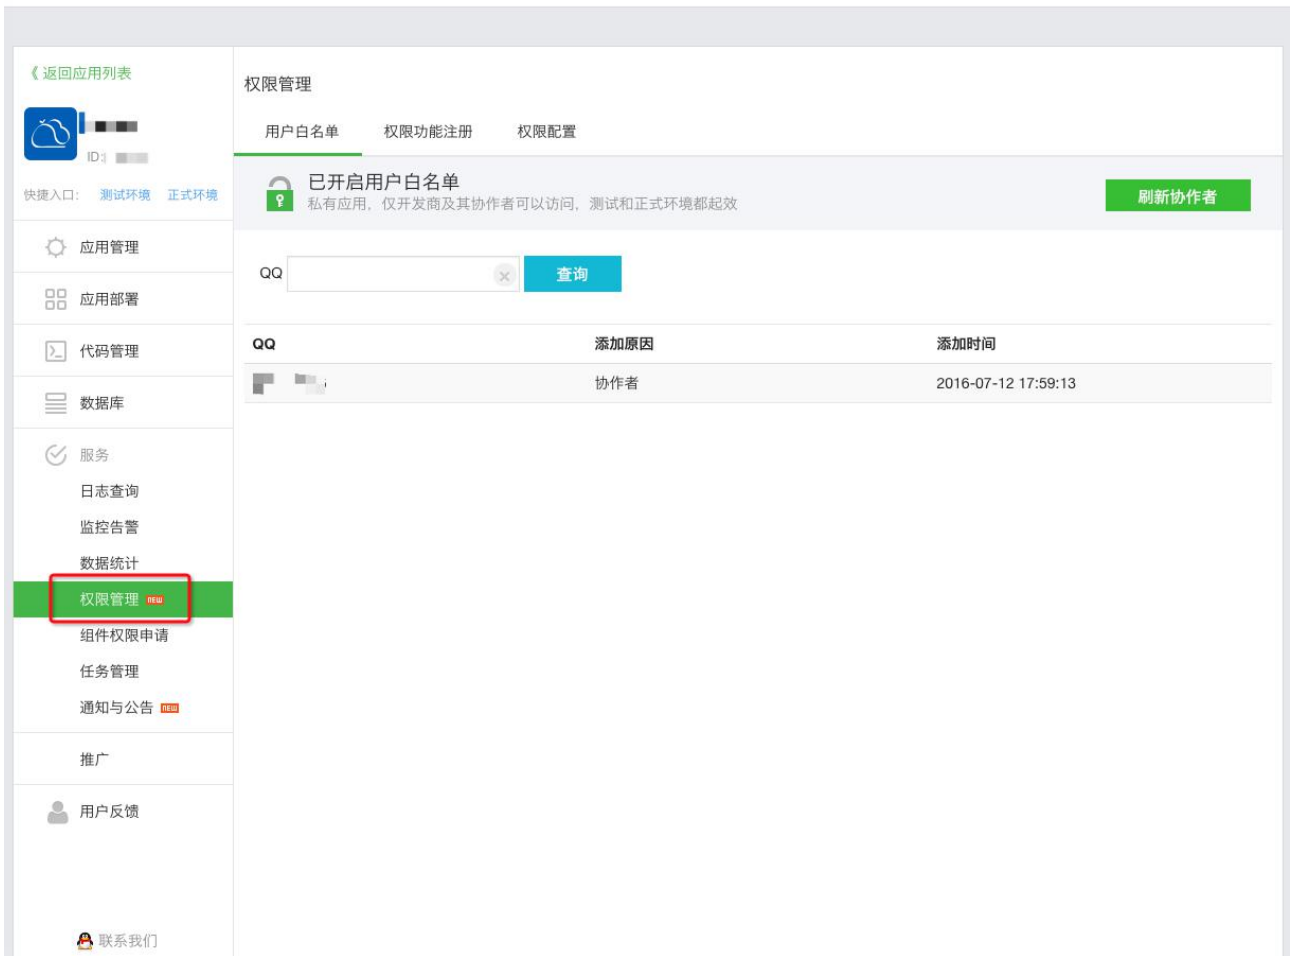 《 返回应用列表
ID:
快捷入口： 测试环境 正式环境
应用管理
应用部署
代码管理
数据库
服务
日志查询
监控告警
数据统计
权限管理 NEW
组件权限申请
任务管理
通知与公告 NEW
推广
用户反馈
联系我们
权限管理
用户白名单 权限功能注册 权限配置
已开启用户白名单
私有应用，仅开发商及其协作者可以访问，测试和正式环境都起效
刷新协作者
QQ 查询
QQ 添加原因 添加时间
协作者 2016-07-12 17:59:13